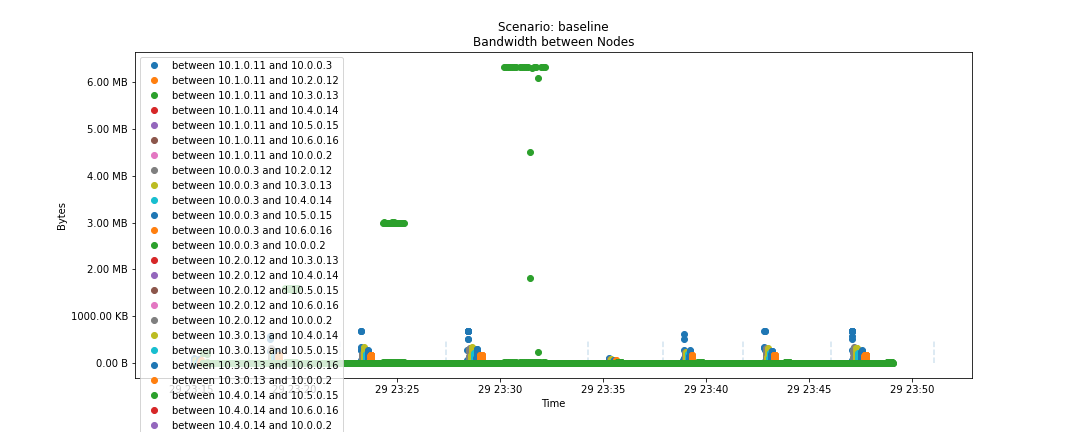 Scenario: baseline
Bandwidth between Nodes
6.00 MB
5.00 MB
4.00 MB
3.00 MB
2.00 MB
1000.00 KB
0.00 B
Bytes
between 10.1.0.11 and 10.0.0.3
between 10.1.0.11 and 10.2.0.12
between 10.1.0.11 and 10.3.0.13
between 10.1.0.11 and 10.4.0.14
between 10.1.0.11 and 10.5.0.15
between 10.1.0.11 and 10.6.0.16
between 10.1.0.11 and 10.0.0.2
between 10.0.0.3 and 10.2.0.12
between 10.0.0.3 and 10.3.0.13
between 10.0.0.3 and 10.4.0.14
between 10.0.0.3 and 10.5.0.15
between 10.0.0.3 and 10.6.0.16
between 10.0.0.3 and 10.0.0.2
between 10.2.0.12 and 10.3.0.13
between 10.2.0.12 and 10.4.0.14
between 10.2.0.12 and 10.5.0.15
between 10.2.0.12 and 10.6.0.16
between 10.2.0.12 and 10.0.0.2
between 10.3.0.13 and 10.4.0.14
between 10.3.0.13 and 10.5.0.15
between 10.3.0.13 and 10.6.0.16
between 10.3.0.13 and 10.0.0.2
between 10.4.0.14 and 10.5.0.15
between 10.4.0.14 and 10.6.0.16
between 10.4.0.14 and 10.0.0.2
29 23:15
29 23:20
29 23:25
29 23:30
29 23:35
29 23:40
29 23:45
29 23:50
Time